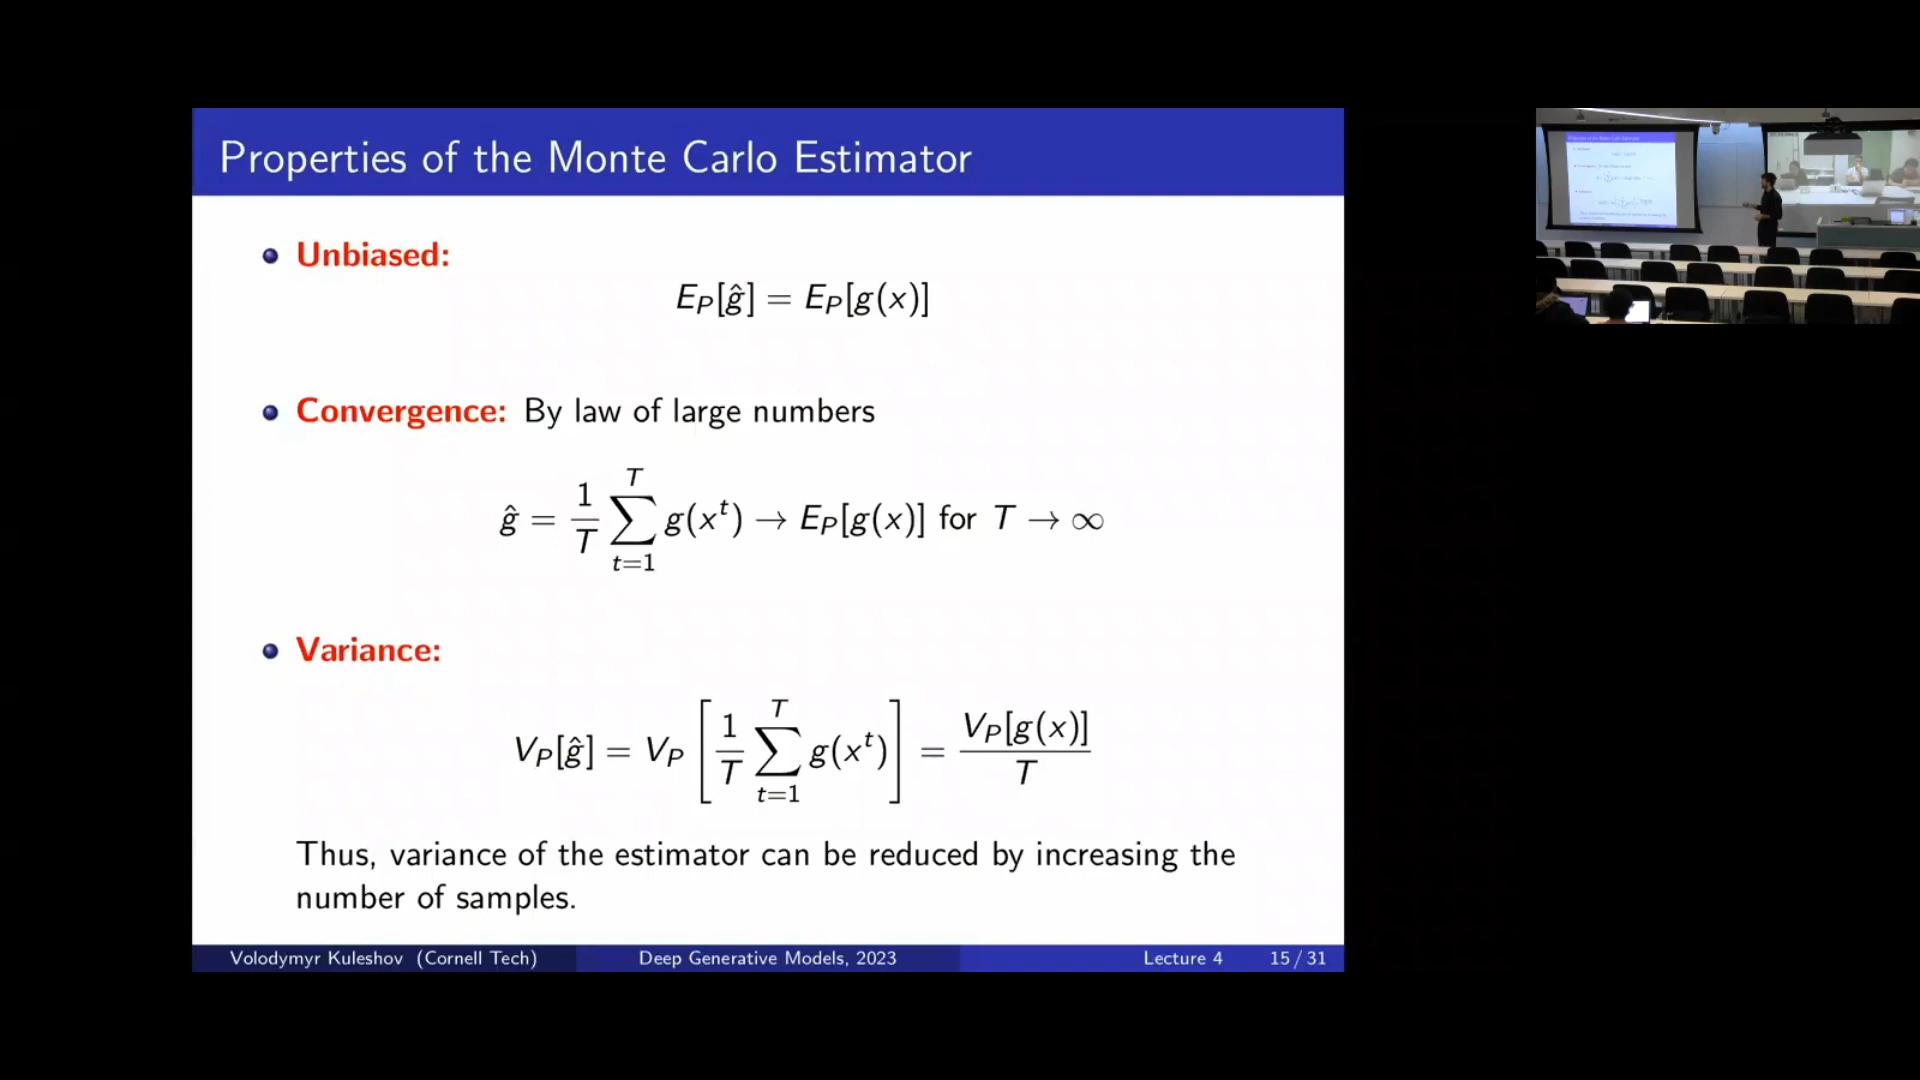 Properties of the Monte Carlo Estimator
Unbiased:
E_P[ĝ] = E_P[g(x)]
Convergence: By law of large numbers
ĝ = 1/T ∑_{t=1}^{T} g(x^t) → E_P[g(x)] for T → ∞
Variance:
V_P[ĝ] = V_P [ 1/T ∑_{t=1}^{T} g(x^t) ] = V_P[g(x)] / T
Thus, variance of the estimator can be reduced by increasing the
number of samples.
Volodymyr Kuleshov (Cornell Tech) Deep Generative Models, 2023 Lecture 4 15 / 31